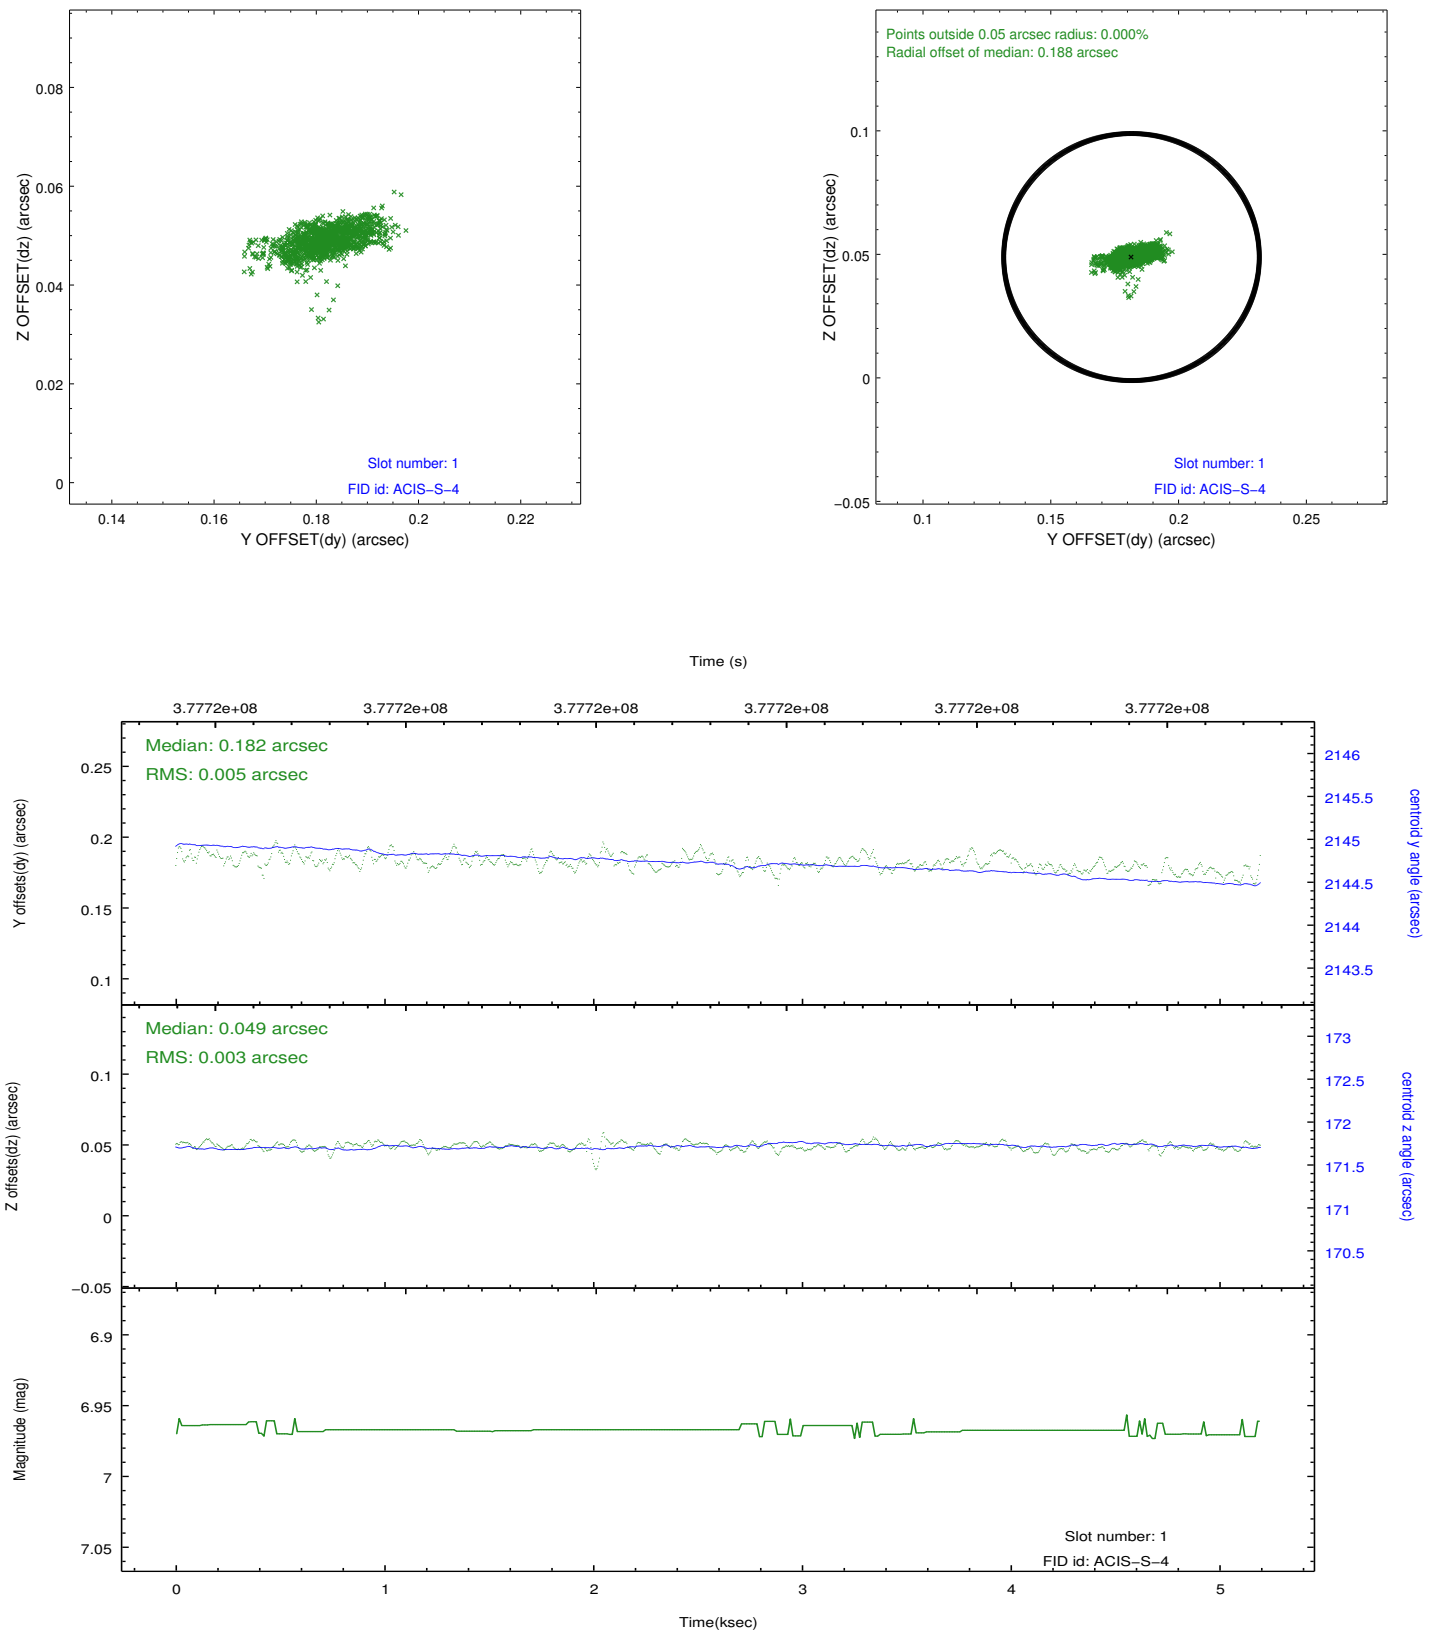 0.08
0.06
0.04
0.02
0
Z OFFSET(dz) (arcsec)
Slot number: 1
FID id: ACIS−S−4
0.14 0.16 0.18 0.2 0.22
Y OFFSET(dy) (arcsec)
Points outside 0.05 arcsec radius: 0.000%
Radial offset of median: 0.188 arcsec
0.1
0.05
0
−0.05
Z OFFSET(dz) (arcsec)
Slot number: 1
FID id: ACIS−S−4
0.1 0.15 0.2 0.25
Y OFFSET(dy) (arcsec)
Time (s)
3.7772e+08 3.7772e+08 3.7772e+08 3.7772e+08 3.7772e+08 3.7772e+08
Median: 0.182 arcsec
RMS: 0.005 arcsec
0.25
0.2
0.15
0.1
Y offsets(dy) (arcsec)
2146
2145.5
2145
2144.5
2144
2143.5
centroid y angle (arcsec)
Median: 0.049 arcsec
RMS: 0.003 arcsec
0.1
0.05
0
−0.05
Z offsets(dz) (arcsec)
173
172.5
172
171.5
171
170.5
centroid z angle (arcsec)
6.9
6.95
7
7.05
Magnitude (mag)
Slot number: 1
FID id: ACIS−S−4
0 1 2 3 4 5
Time(ksec)